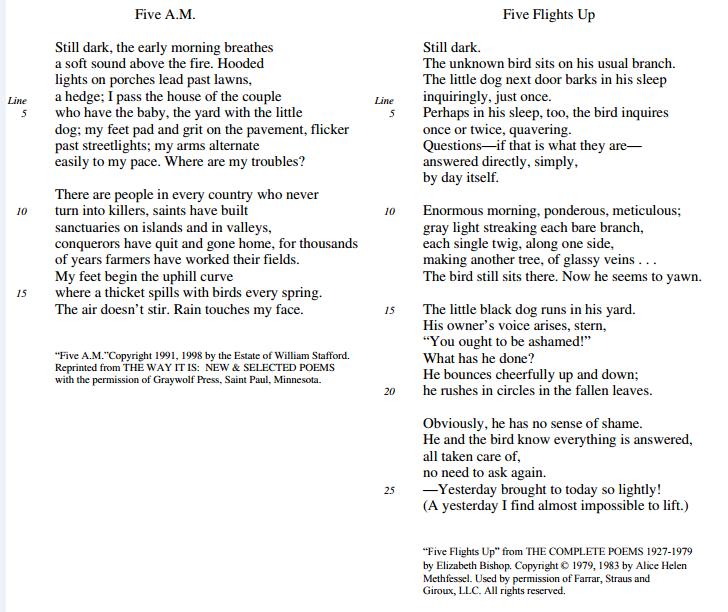 Five A.M.
Still dark, the early morning breathes
a soft sound above the fire. Hooded
lights on porches lead past lawns,
Line
a hedge; I pass the house of the couple
5 who have the baby, the yard with the little
dog; my feet pad and grit on the pavement, flicker
past streetlights; my arms alternate
easily to my pace. Where are my troubles?
There are people in every country who never
10 turn into killers, saints have built
sanctuaries on islands and in valleys,
conquerors have quit and gone home, for thousands
of years farmers have worked their fields.
My feet begin the uphill curve
15 where a thicket spills with birds every spring.
The air doesn’t stir. Rain touches my face.
“Five A.M.”Copyright 1991, 1998 by the Estate of William Stafford.
Reprinted from THE WAY IT IS: NEW & SELECTED POEMS
with the permission of Graywolf Press, Saint Paul, Minnesota.
Five Flights Up
Still dark.
The unknown bird sits on his usual branch.
The little dog next door barks in his sleep
Line
inquiringly, just once.
5 Perhaps in his sleep, too, the bird inquires
once or twice, quavering.
Questions—if that is what they are—
answered directly, simply,
by day itself.
10 Enormous morning, ponderous, meticulous;
gray light streaking each bare branch,
each single twig, along one side,
making another tree, of glassy veins . . .
The bird still sits there. Now he seems to yawn.
15 The little black dog runs in his yard.
His owner’s voice arises, stern,
“You ought to be ashamed!”
What has he done?
He bounces cheerfully up and down;
20 he rushes in circles in the fallen leaves.
Obviously, he has no sense of shame.
He and the bird know everything is answered,
all taken care of,
no need to ask again.
25 —Yesterday brought to today so lightly!
(A yesterday I find almost impossible to lift.)
“Five Flights Up” from THE COMPLETE POEMS 1927-1979
by Elizabeth Bishop. Copyright © 1979, 1983 by Alice Helen
Methfessel. Used by permission of Farrar, Straus and
Giroux, LLC. All rights reserved.